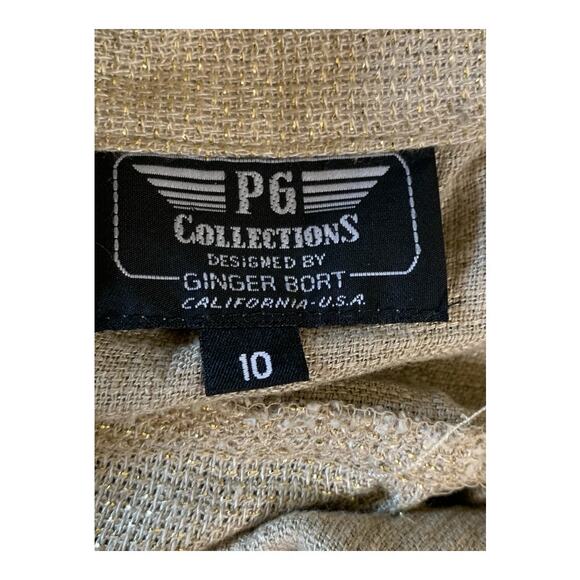 PG
COLLECTIONS
DESIGNED BY
GINGER BORT
CALIFORNIA-U.S.A.
10